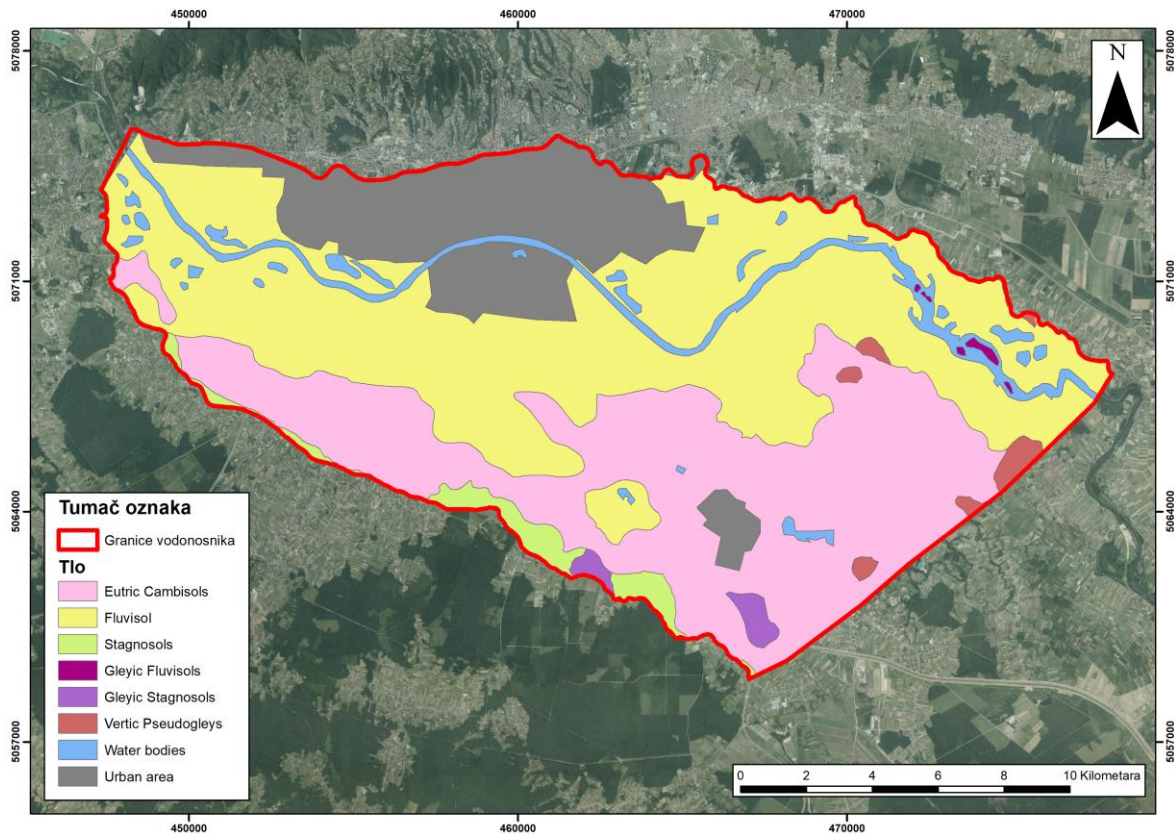 450000 460000 470000
5078000 5078000
N
5071000 5071000
5064000 5064000
Tumač oznaka
Granice vodonosnika
Tlo
Eutric Cambisols
Fluvisol
Stagnosols
Gleyic Fluvisols
Gleyic Stagnosols
Vertic Pseudogleys
Water bodies
Urban area
5057000 5057000
0 2 4 6 8 10 Kilometara
450000 460000 470000